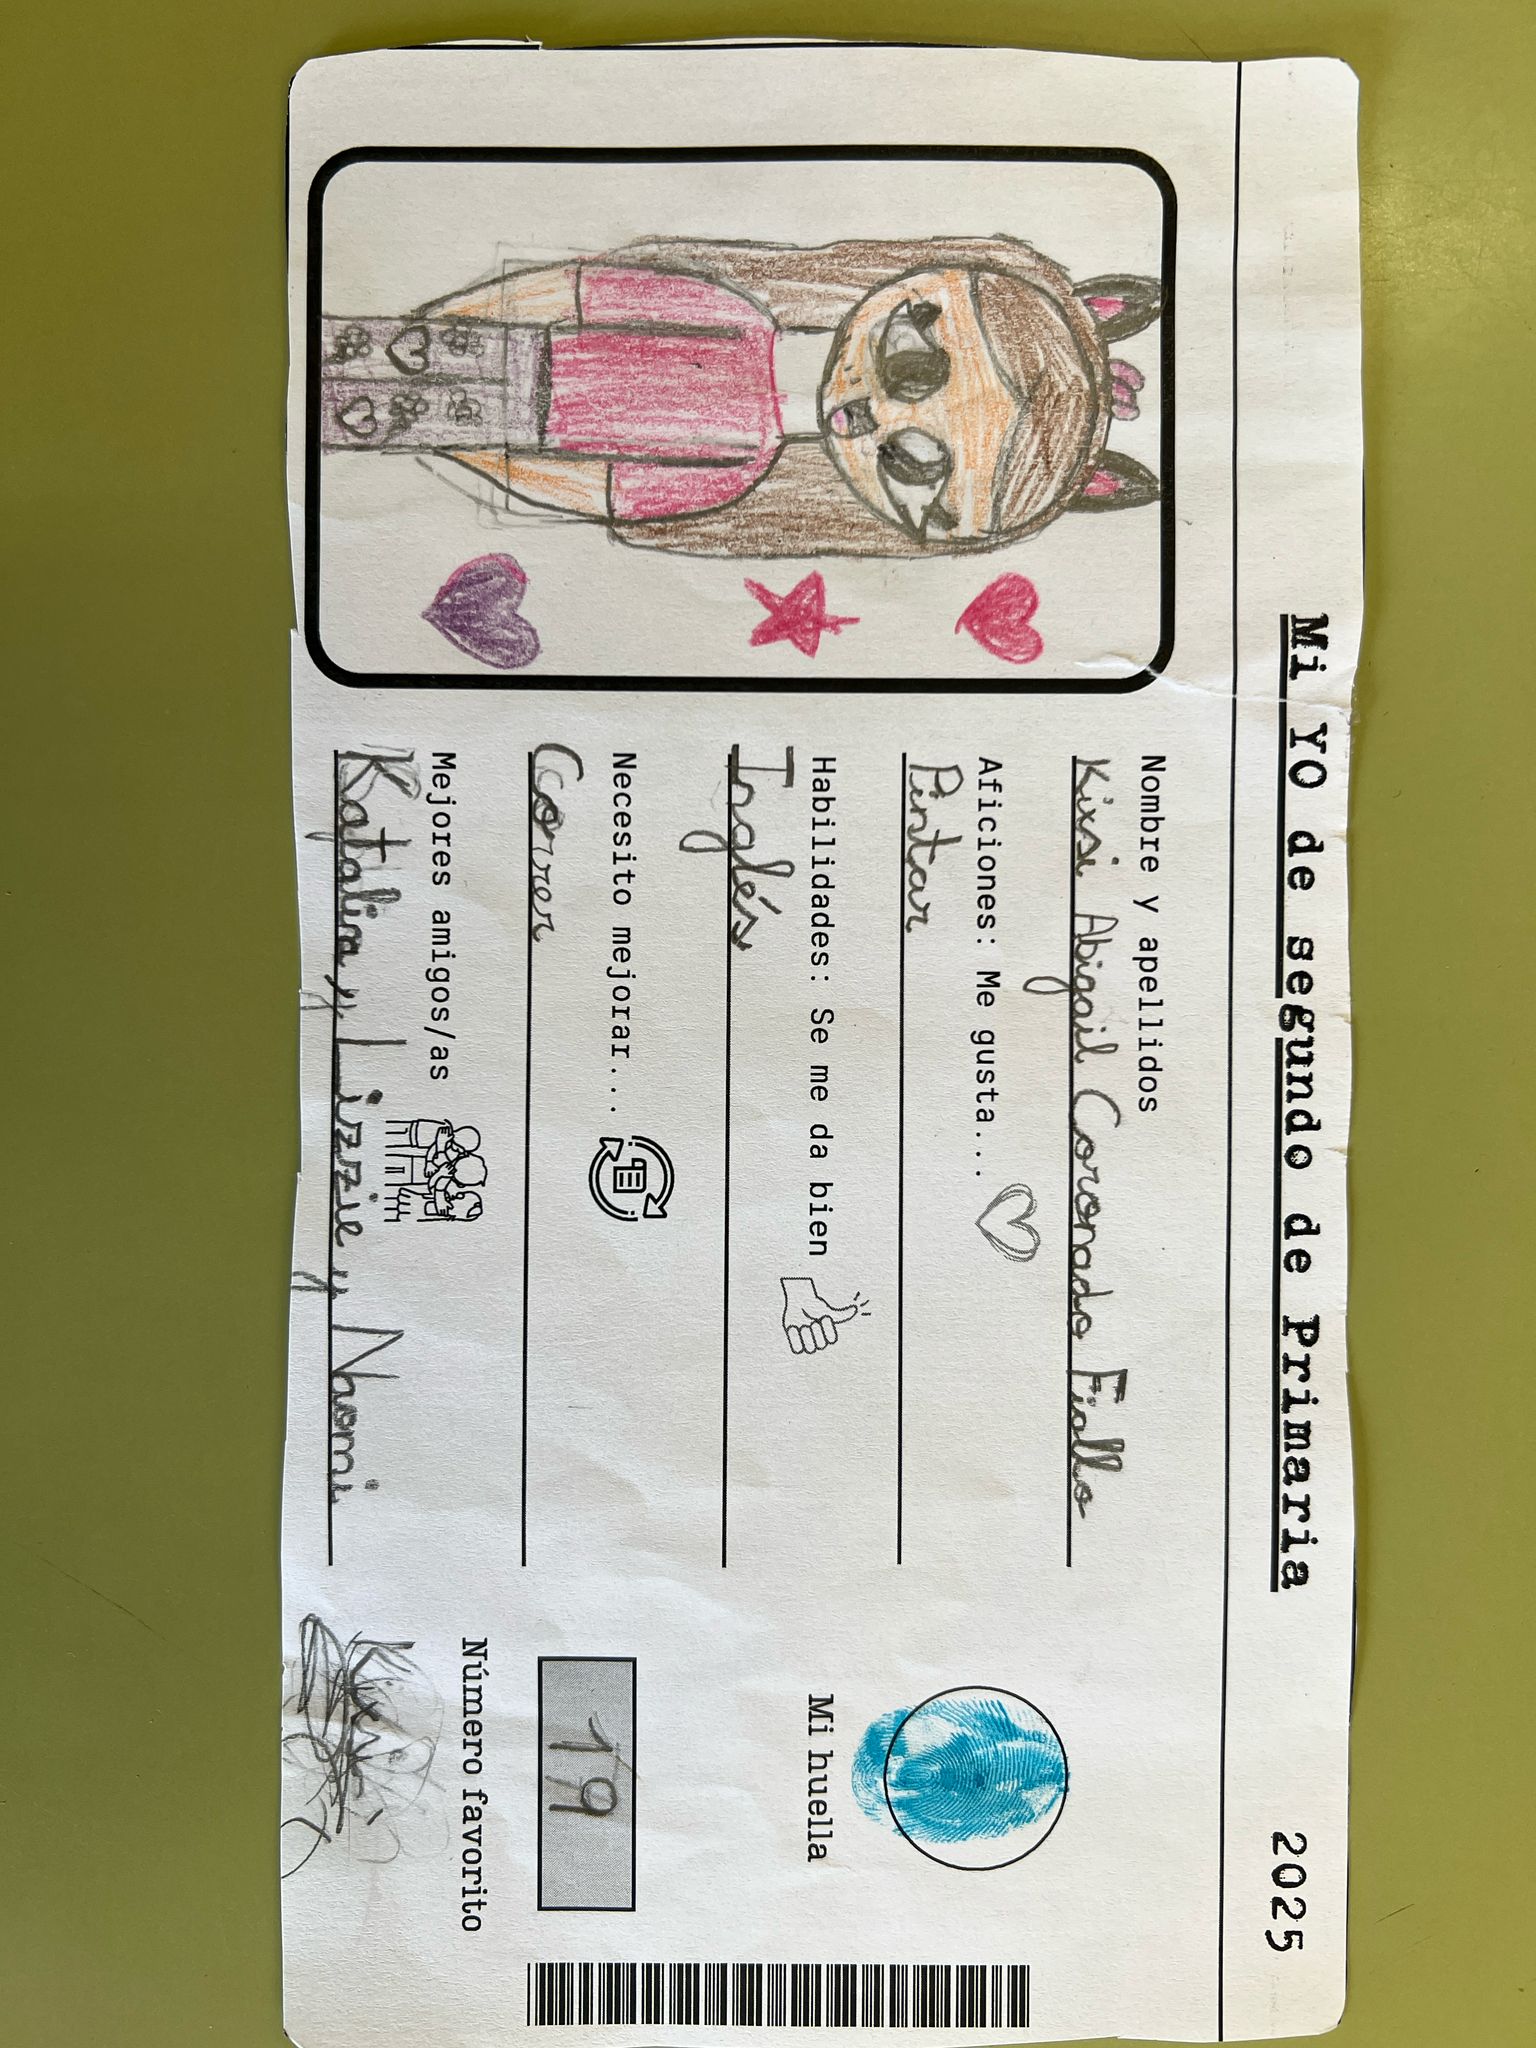 Mi YO de segundo de Primaria 2025
Nombre y apellidos
Kixsi Abigail Coronado Fiallo
Aficiones: Me gusta...
Pintar
Habilidades: Se me da bien
Inglés
Necesito mejorar...
Correr
Mejores amigos/as
Katalin y Lizzie y Naomi
Mi huella
19
Número favorito
Kixsi